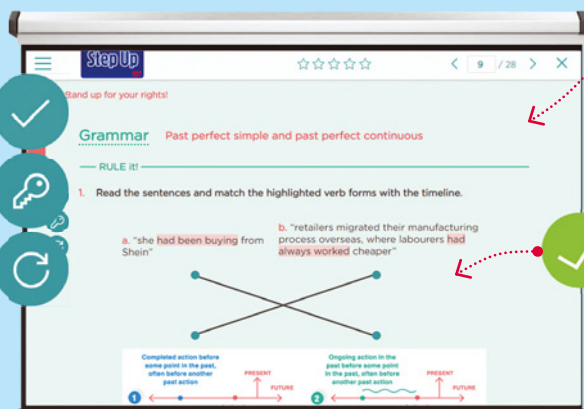 Step Up
9 / 28
Stand up for your rights!
Grammar Past perfect simple and past perfect continuous
RULE it!
1. Read the sentences and match the highlighted verb forms with the timeline.
a. “she had been buying from
Shein”
b. “retailers migrated their manufacturing
process overseas, where labourers had
always worked cheaper”
Completed action before
some point in the past,
often before another
past action
PRESENT
FUTURE
1
Ongoing action in the
past before some point
in the past, often before
another past action
PRESENT
FUTURE
2